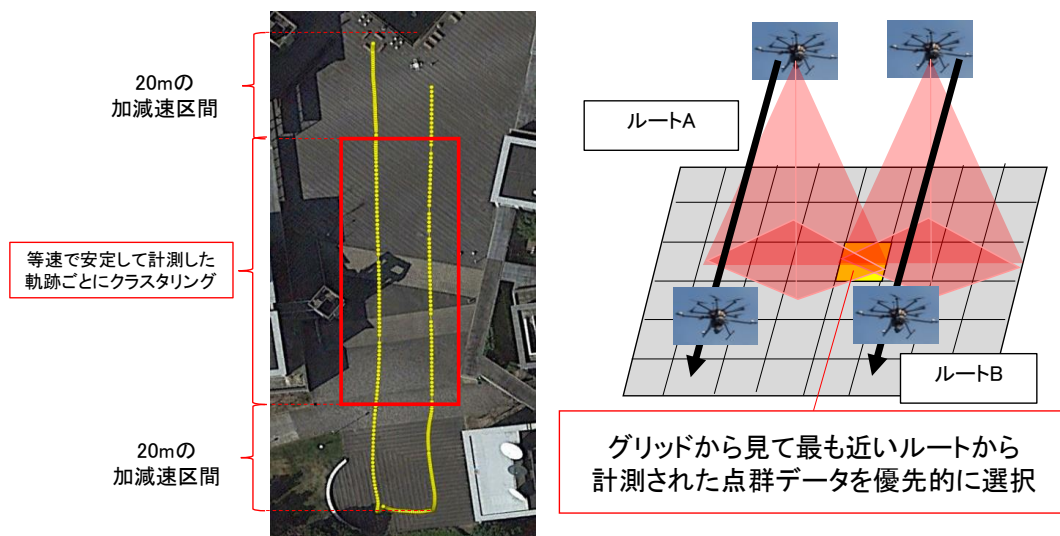 20mの
加減速区間
等速で安定して計測した
軌跡ごとにクラスタリング
20mの
加減速区間
ルートA
ルートB
グリッドから見て最も近いルートから
計測された点群データを優先的に選択